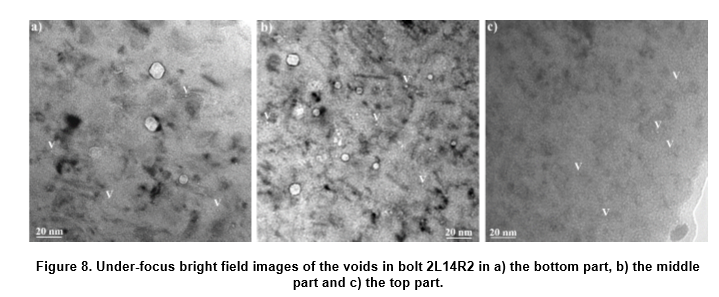 a)
b)
c)
V
V
V
V
V
V
V
V
V
V
V
V
V
20 nm
20 nm
20 nm
Figure 8. Under-focus bright field images of the voids in bolt 2L14R2 in a) the bottom part, b) the middle
part and c) the top part.